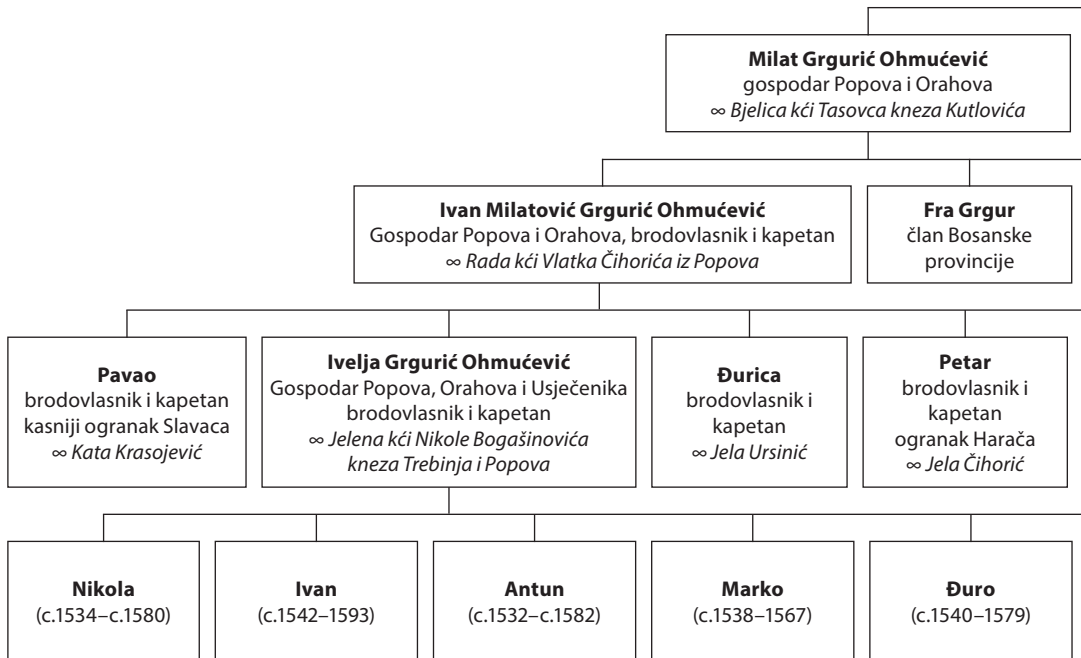 Milat Grgurić Ohmućević
gospodar Popova i Orahova
∞ Bjelica kći Tasovca kneza Kutlovića
Ivan Milatović Grgurić Ohmućević
Gospodar Popova i Orahova, brodovlasnik i kapetan
∞ Rada kći Vlatka Čihorića iz Popova
Fra Grgur
član Bosanske
provincije
Pavao
brodovlasnik i kapetan
kasniji ogranak Slavaca
∞ Kata Krasojević
Ivelja Grgurić Ohmućević
Gospodar Popova, Orahova i Usječenika
brodovlasnik i kapetan
∞ Jelena kći Nikole Bogašinovića
kneza Trebinja i Popova
Đurica
brodovlasnik i
kapetan
∞ Jela Ursinić
Petar
brodovlasnik i
kapetan
ogranak Harača
∞ Jela Čihorić
Nikola
(c.1534–c.1580)
Ivan
(c.1542–1593)
Antun
(c.1532–c.1582)
Marko
(c.1538–1567)
Đuro
(c.1540–1579)